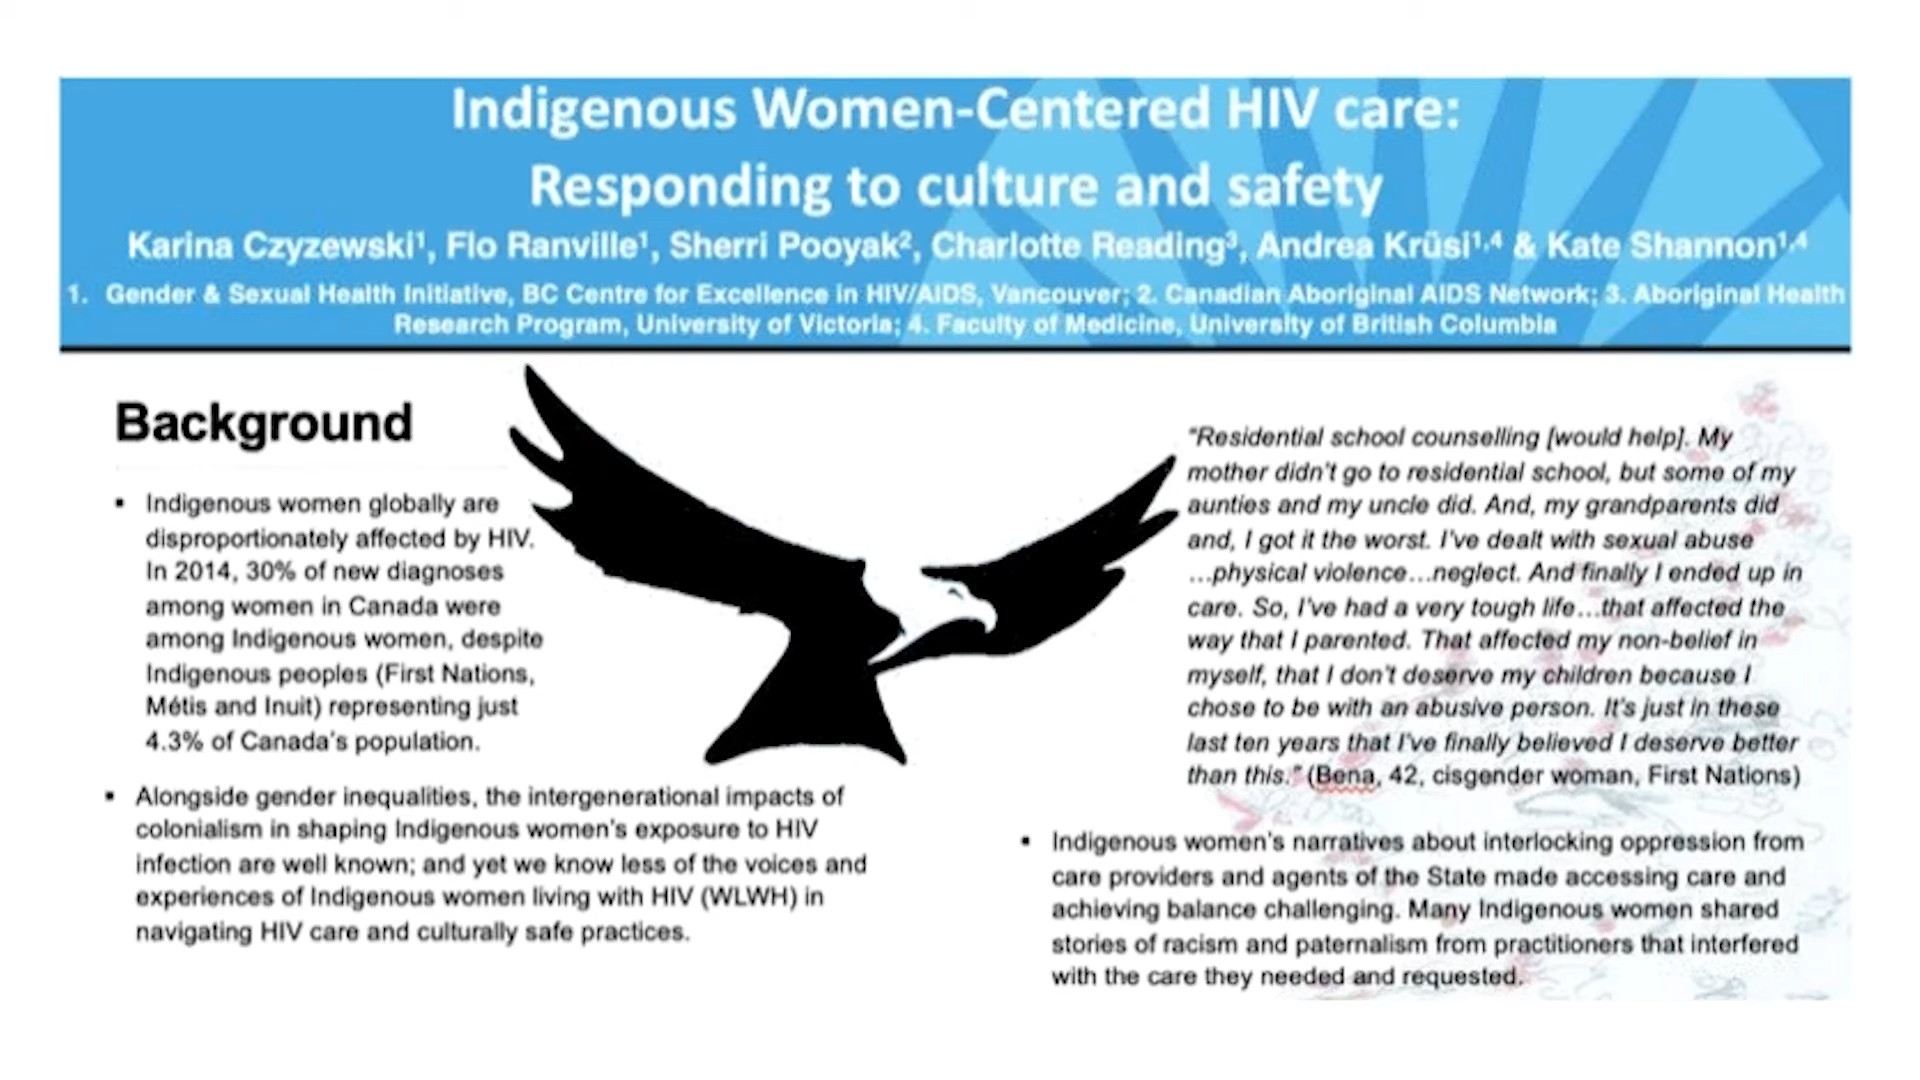 Indigenous Women-Centered HIV care:
Responding to culture and safety
Karina Czyzewski¹, Flo Ranville¹, Sherri Pooyak², Charlotte Reading³, Andrea Krüsi¹,⁴ & Kate Shannon¹,⁴
1. Gender & Sexual Health Initiative, BC Centre for Excellence in HIV/AIDS, Vancouver; 2. Canadian Aboriginal AIDS Network; 3. Aboriginal Health
Research Program, University of Victoria; 4. Faculty of Medicine, University of British Columbia
Background
▪ Indigenous women globally are
disproportionately affected by HIV.
In 2014, 30% of new diagnoses
among women in Canada were
among Indigenous women, despite
Indigenous peoples (First Nations,
Métis and Inuit) representing just
4.3% of Canada's population.
▪ Alongside gender inequalities, the intergenerational impacts of
colonialism in shaping Indigenous women's exposure to HIV
infection are well known; and yet we know less of the voices and
experiences of Indigenous women living with HIV (WLWH) in
navigating HIV care and culturally safe practices.
"Residential school counselling [would help]. My
mother didn't go to residential school, but some of my
aunties and my uncle did. And, my grandparents did
and, I got it the worst. I've dealt with sexual abuse
…physical violence…neglect. And finally I ended up in
care. So, I've had a very tough life…that affected the
way that I parented. That affected my non-belief in
myself, that I don't deserve my children because I
chose to be with an abusive person. It's just in these
last ten years that I've finally believed I deserve better
than this." (Bena, 42, cisgender woman, First Nations)
▪ Indigenous women's narratives about interlocking oppression from
care providers and agents of the State made accessing care and
achieving balance challenging. Many Indigenous women shared
stories of racism and paternalism from practitioners that interfered
with the care they needed and requested.